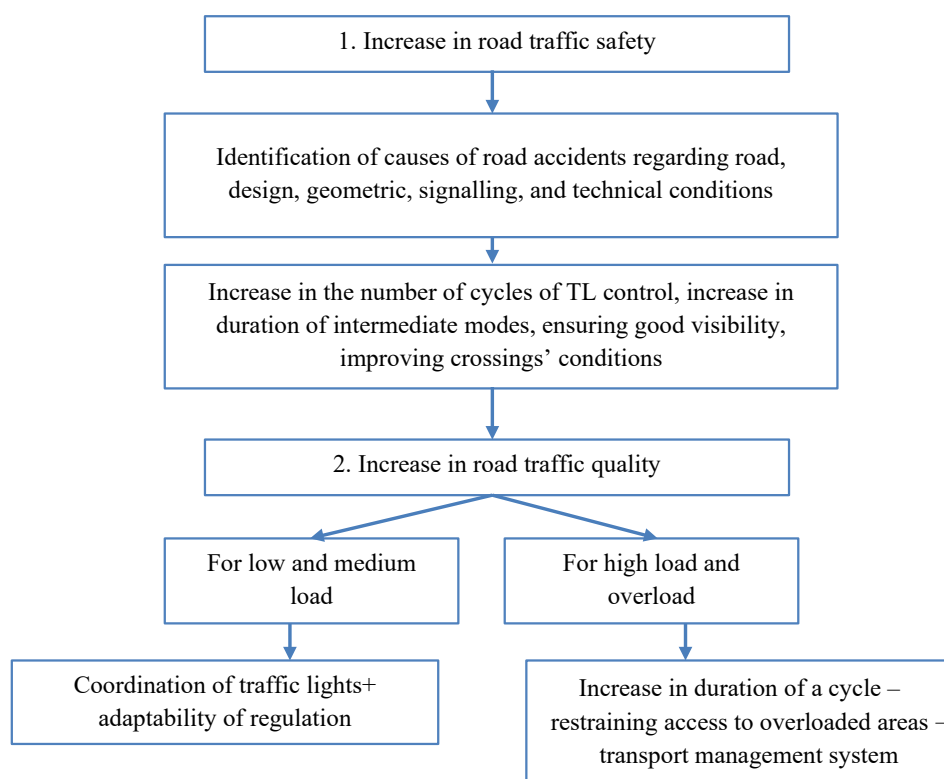 1. Increase in road traffic safety
Identification of causes of road accidents regarding road,
design, geometric, signalling, and technical conditions
Increase in the number of cycles of TL control, increase in
duration of intermediate modes, ensuring good visibility,
improving crossings’ conditions
2. Increase in road traffic quality
For low and medium
load
For high load and
overload
Coordination of traffic lights+
adaptability of regulation
Increase in duration of a cycle –
restraining access to overloaded areas –
transport management system